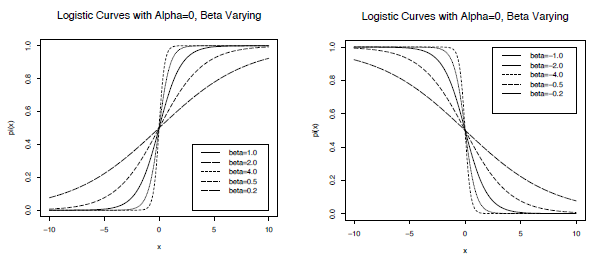 Logistic Curves with Alpha=0, Beta Varying
pi(x)
1.0
0.8
0.6
0.4
0.2
0.0
beta=1.0
beta=2.0
beta=4.0
beta=0.5
beta=0.2
-10 -5 0 5 10
x
Logistic Curves with Alpha=0, Beta Varying
pi(x)
1.0
0.8
0.6
0.4
0.2
0.0
beta=-1.0
beta=-2.0
beta=-4.0
beta=-0.5
beta=-0.2
-10 -5 0 5 10
x